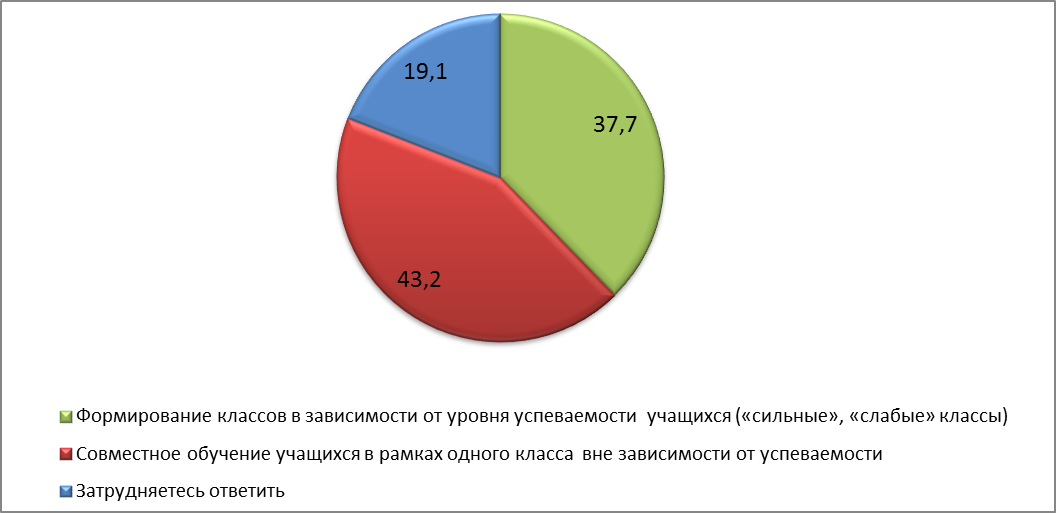 19,1
37,7
43,2
Формирование классов в зависимости от уровня успеваемости учащихся («сильные», «слабые» классы)
Совместное обучение учащихся в рамках одного класса вне зависимости от успеваемости
Затрудняетесь ответить